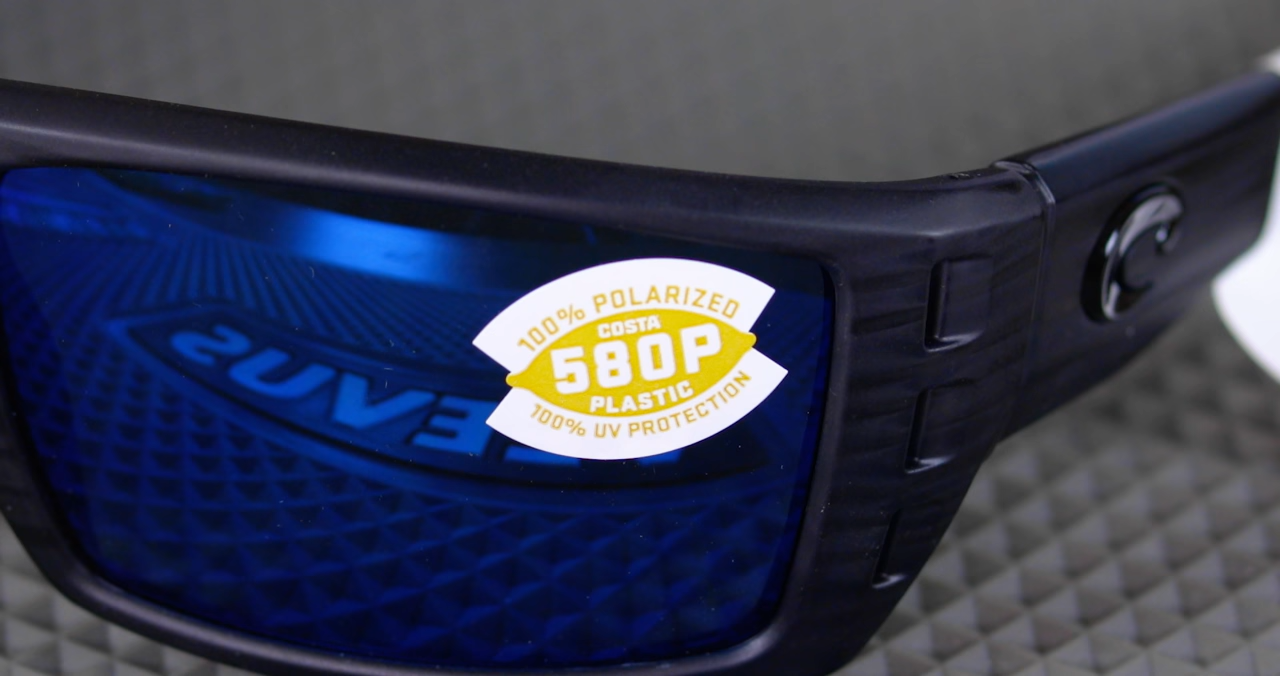 100% POLARIZED
COSTA
580P
PLASTIC
100% UV PROTECTION